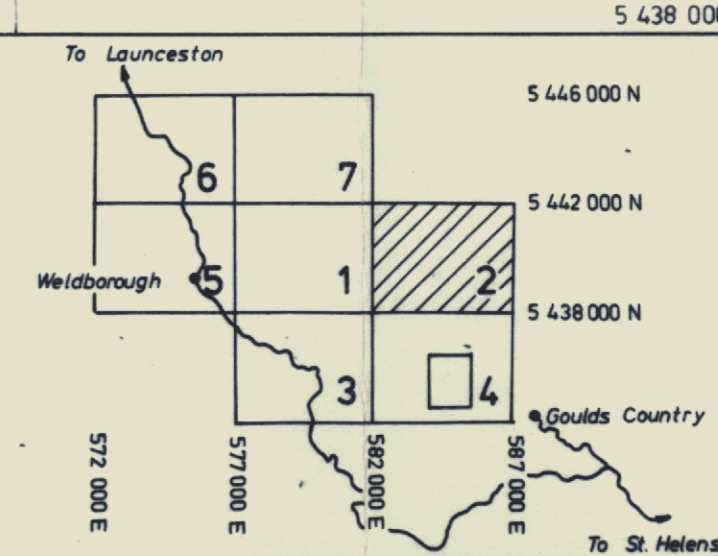 5 438 000
To Launceston
5 446 000 N
6
7
5 442 000 N
Weldborough
5
1
2
5 438 000 N
3
4
Goulds Country
572 000 E
577 000 E
582 000 E
587 000 E
To St. Helens